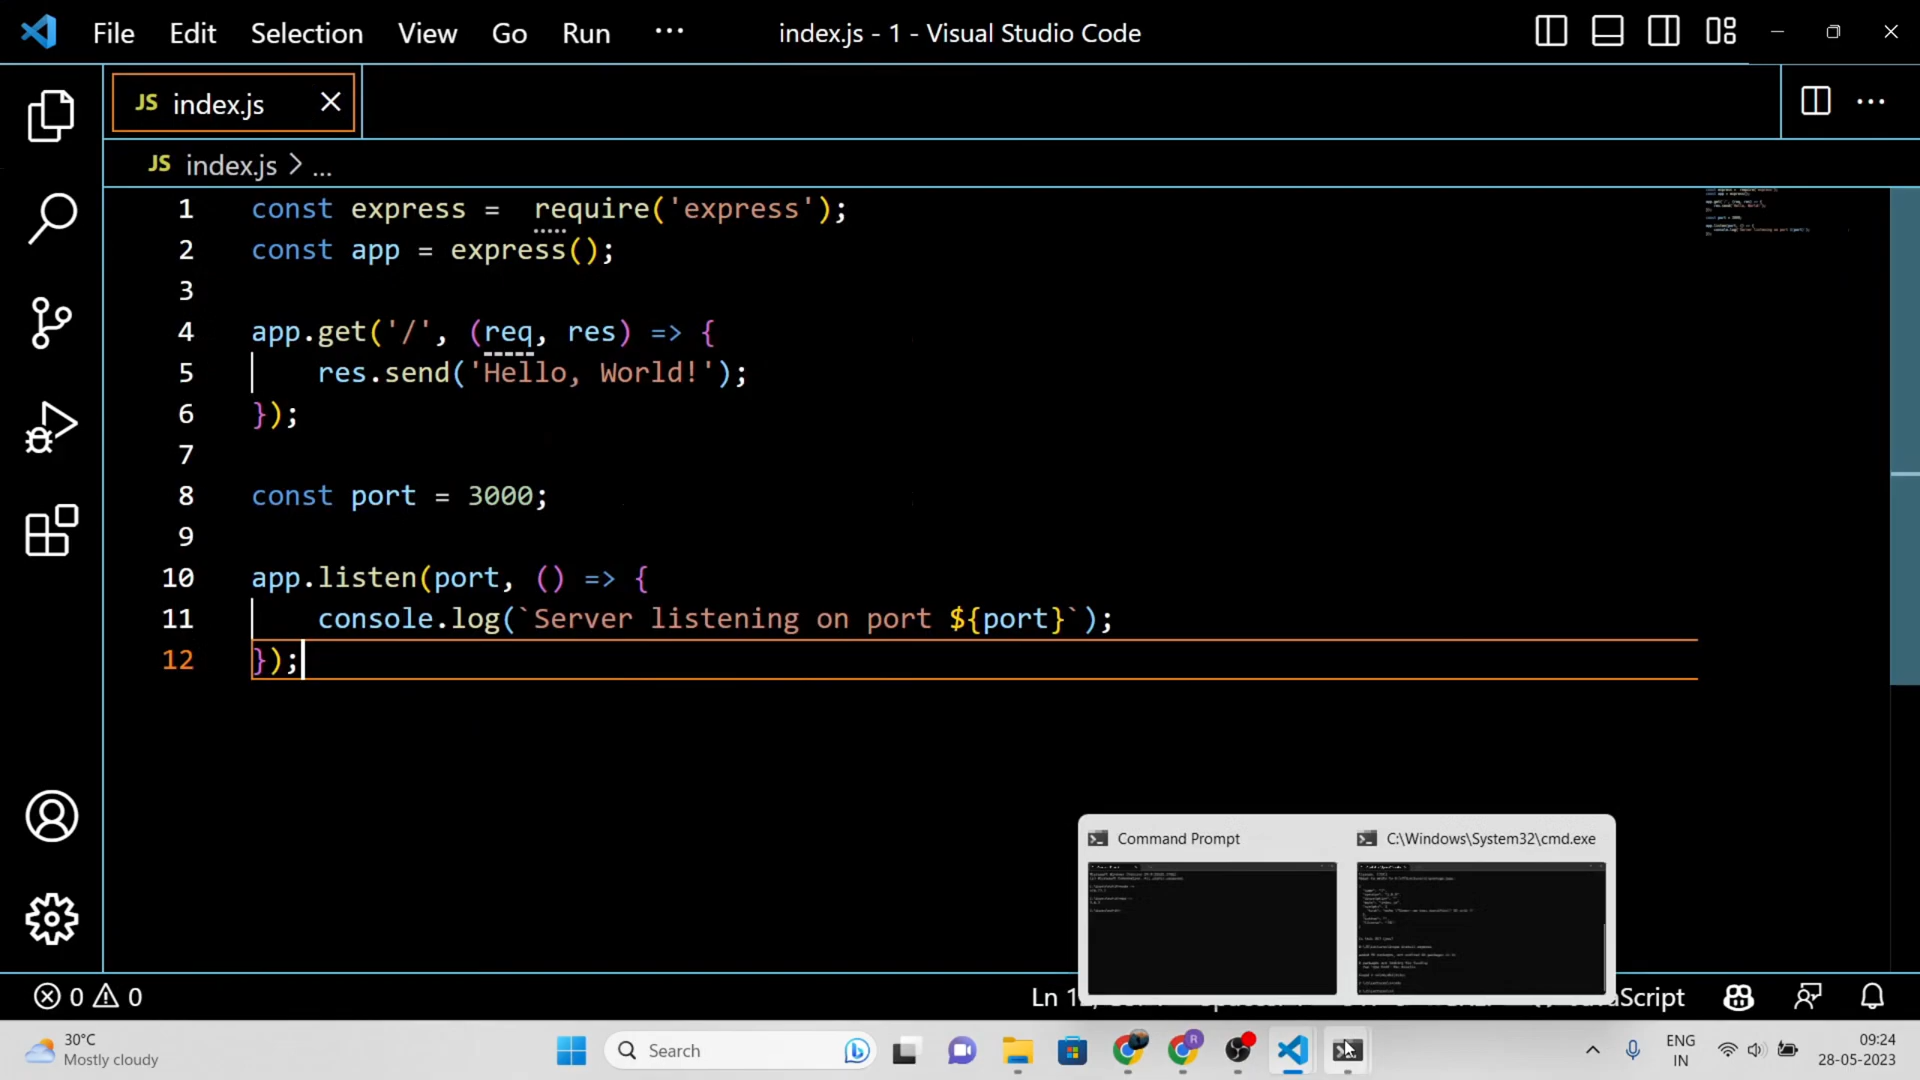 File Edit Selection View Go Run ··· index.js - 1 - Visual Studio Code
JS index.js
JS index.js > ...
1 const express =  require('express');
2 const app = express();
3
4 app.get('/', (req, res) => {
5     res.send('Hello, World!');
6 });
7
8 const port = 3000;
9
10 app.listen(port, () => {
11     console.log(`Server listening on port ${port}`);
12 });
Command Prompt
C:\Windows\System32\cmd.exe
0 0
Ln
Script
30°C
Mostly cloudy
Search
ENG
IN
09:24
28-05-2023